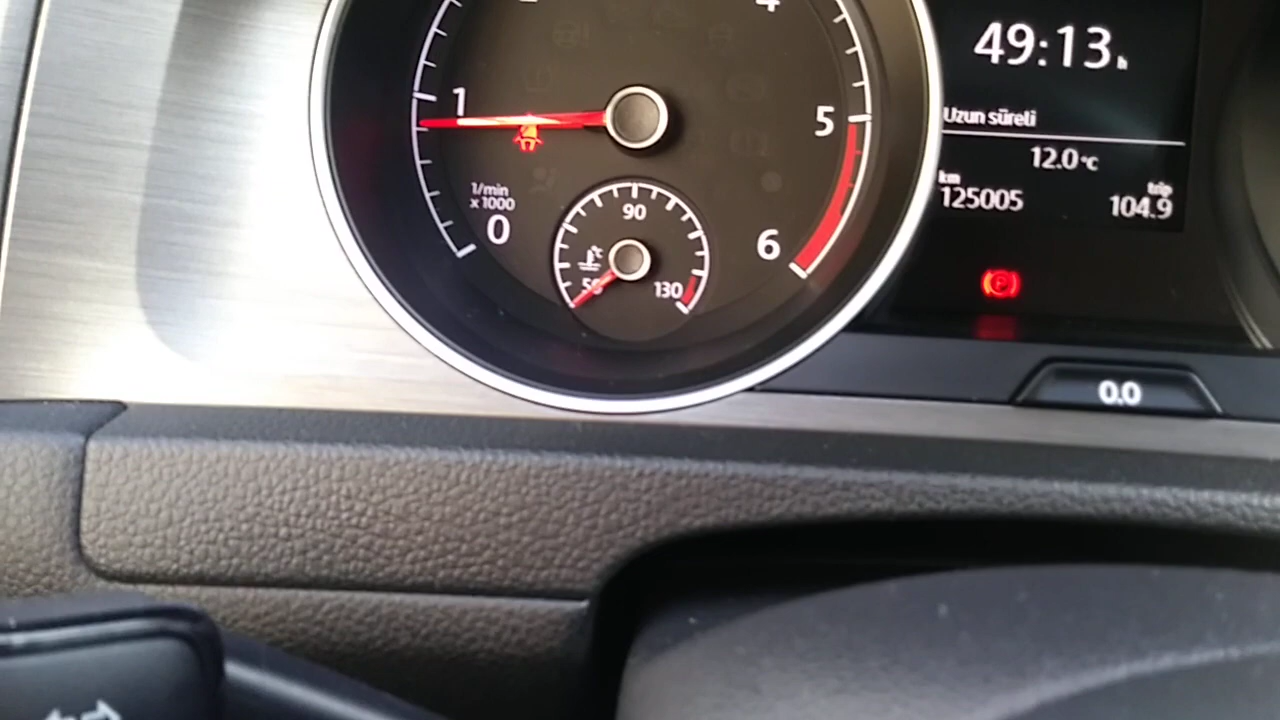 49:13 h
Uzun süreli
12.0 °C
km trip
125005 104.9
4
1
5
1/min
x 1000
0
6
90
°C
50
130
P
0.0